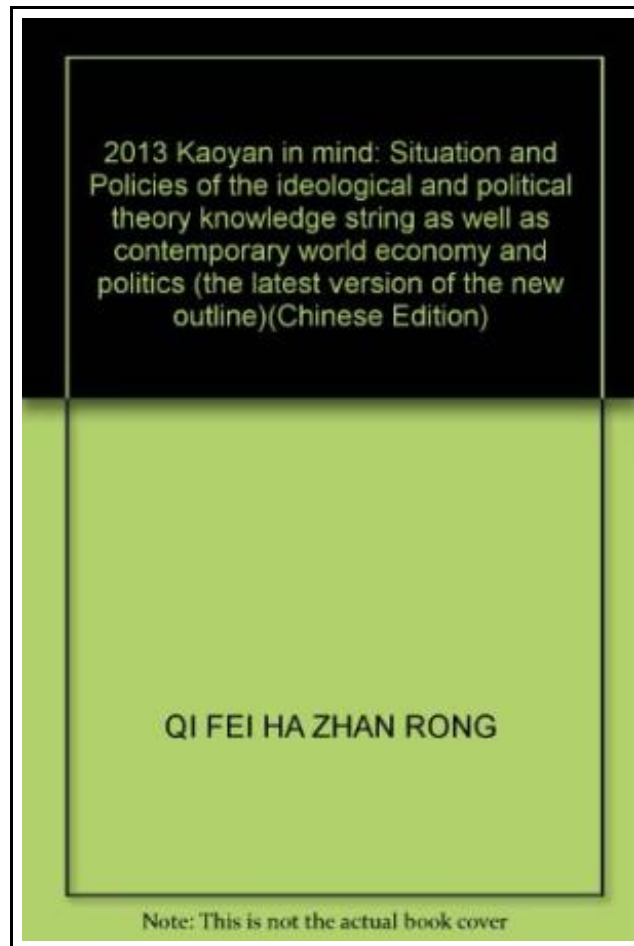 2013 Kaoyan in mind: Situation and
Policies of the ideological and political
theory knowledge string as well as
contemporary world economy and
politics (the latest version of the new
outline)(Chinese Edition)
QI FEI HA ZHAN RONG
Note: This is not the actual book cover